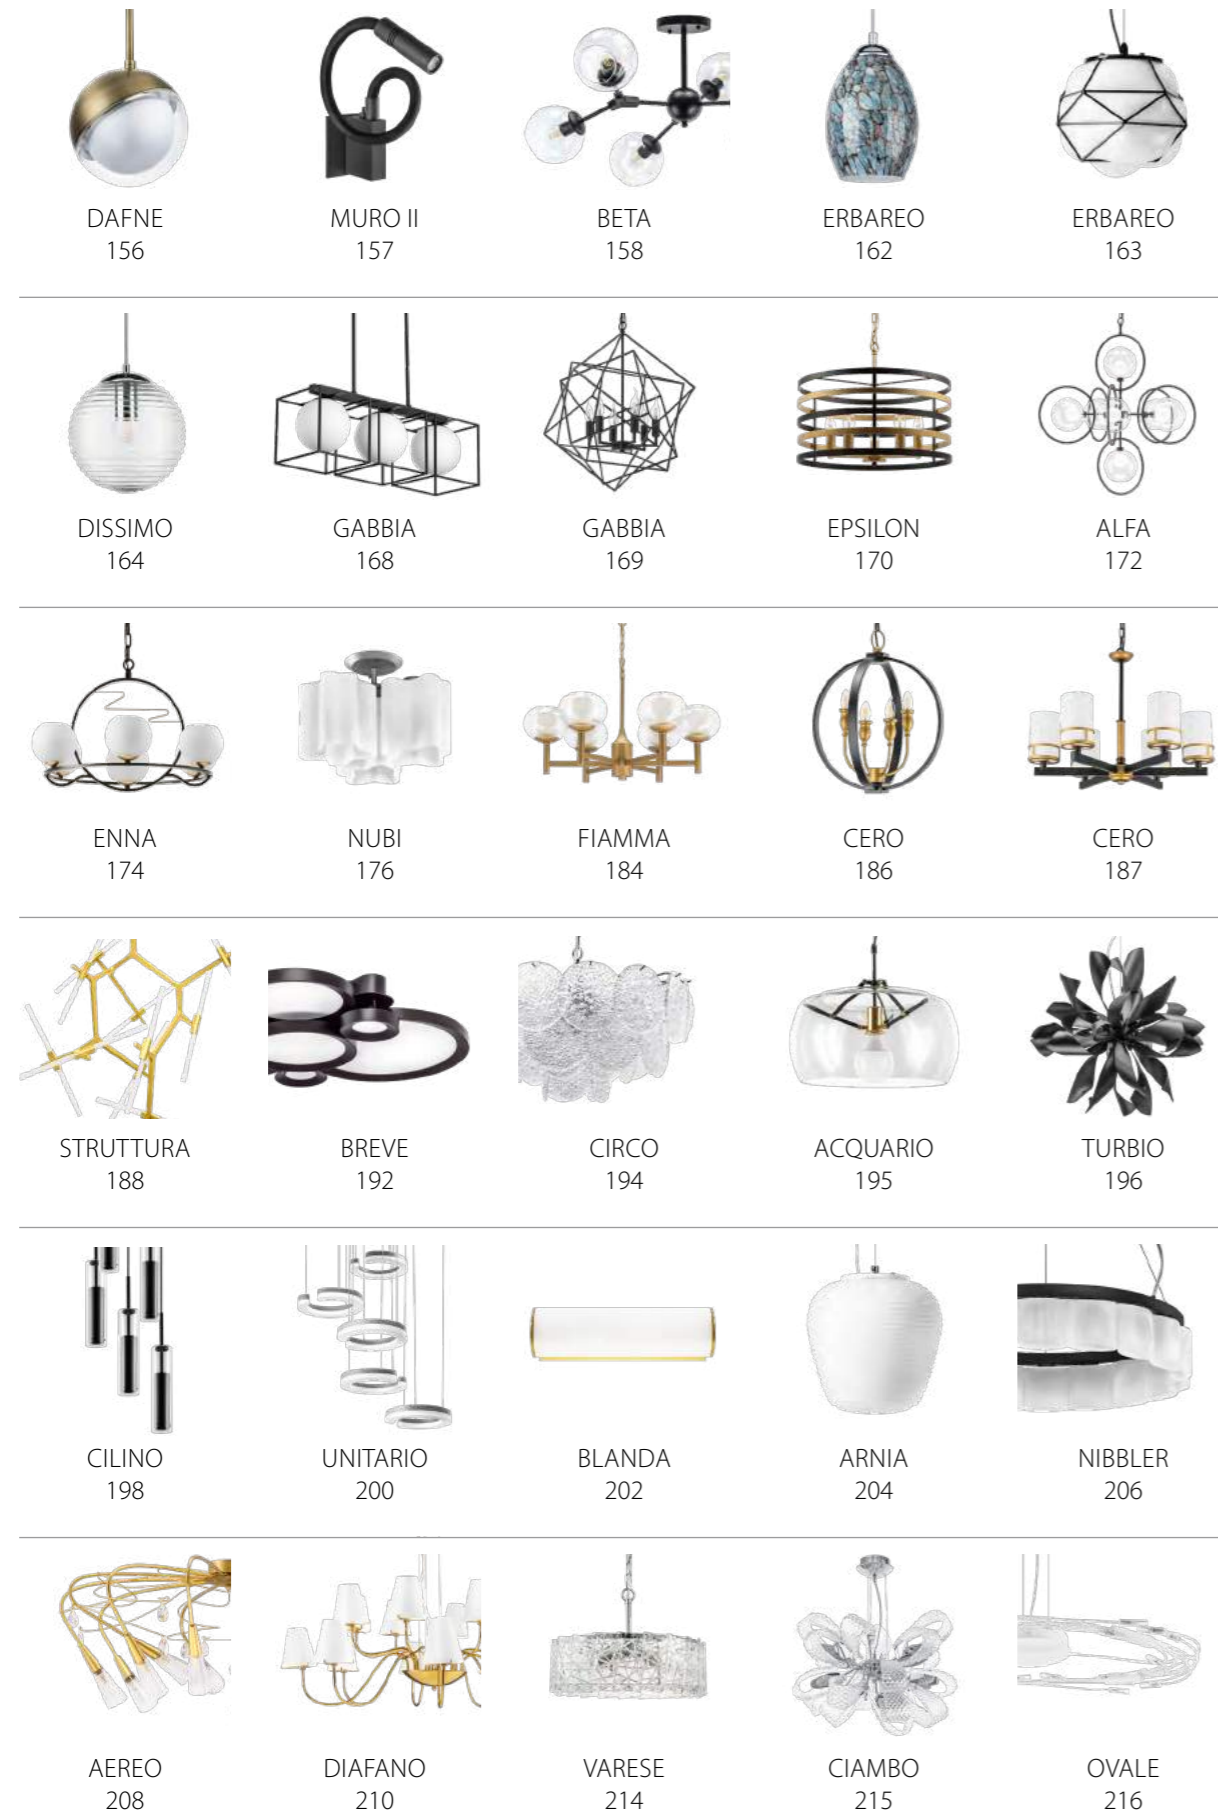 DAFNE
156
MURO II
157
BETA
158
ERBAREO
162
ERBAREO
163
DISSIMO
164
GABBIA
168
GABBIA
169
EPSILON
170
ALFA
172
ENNA
174
NUBI
176
FIAMMA
184
CERO
186
CERO
187
STRUTTURA
188
BREVE
192
CIRCO
194
ACQUARIO
195
TURBIO
196
CILINO
198
UNITARIO
200
BLANDA
202
ARNIA
204
NIBBLER
206
AEREO
208
DIAFANO
210
VARESE
214
CIAMBO
215
OVALE
216